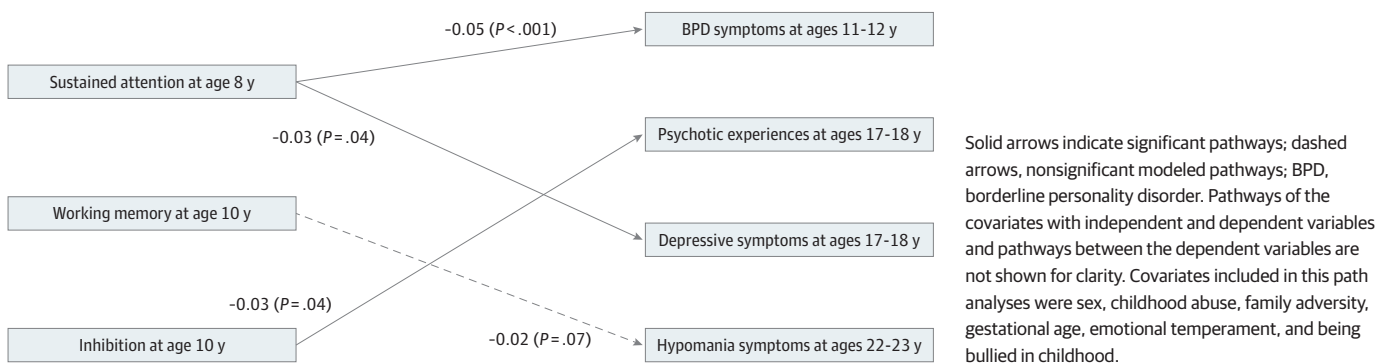 -0.05 (P<.001)
BPD symptoms at ages 11-12 y
Sustained attention at age 8 y
-0.03 (P=.04)
Psychotic experiences at ages 17-18 y
Working memory at age 10 y
Depressive symptoms at ages 17-18 y
-0.03 (P=.04)
Inhibition at age 10 y
-0.02 (P=.07)
Hypomania symptoms at ages 22-23 y
Solid arrows indicate significant pathways; dashed
arrows, nonsignificant modeled pathways; BPD,
borderline personality disorder. Pathways of the
covariates with independent and dependent variables
and pathways between the dependent variables are
not shown for clarity. Covariates included in this path
analyses were sex, childhood abuse, family adversity,
gestational age, emotional temperament, and being
bullied in childhood.